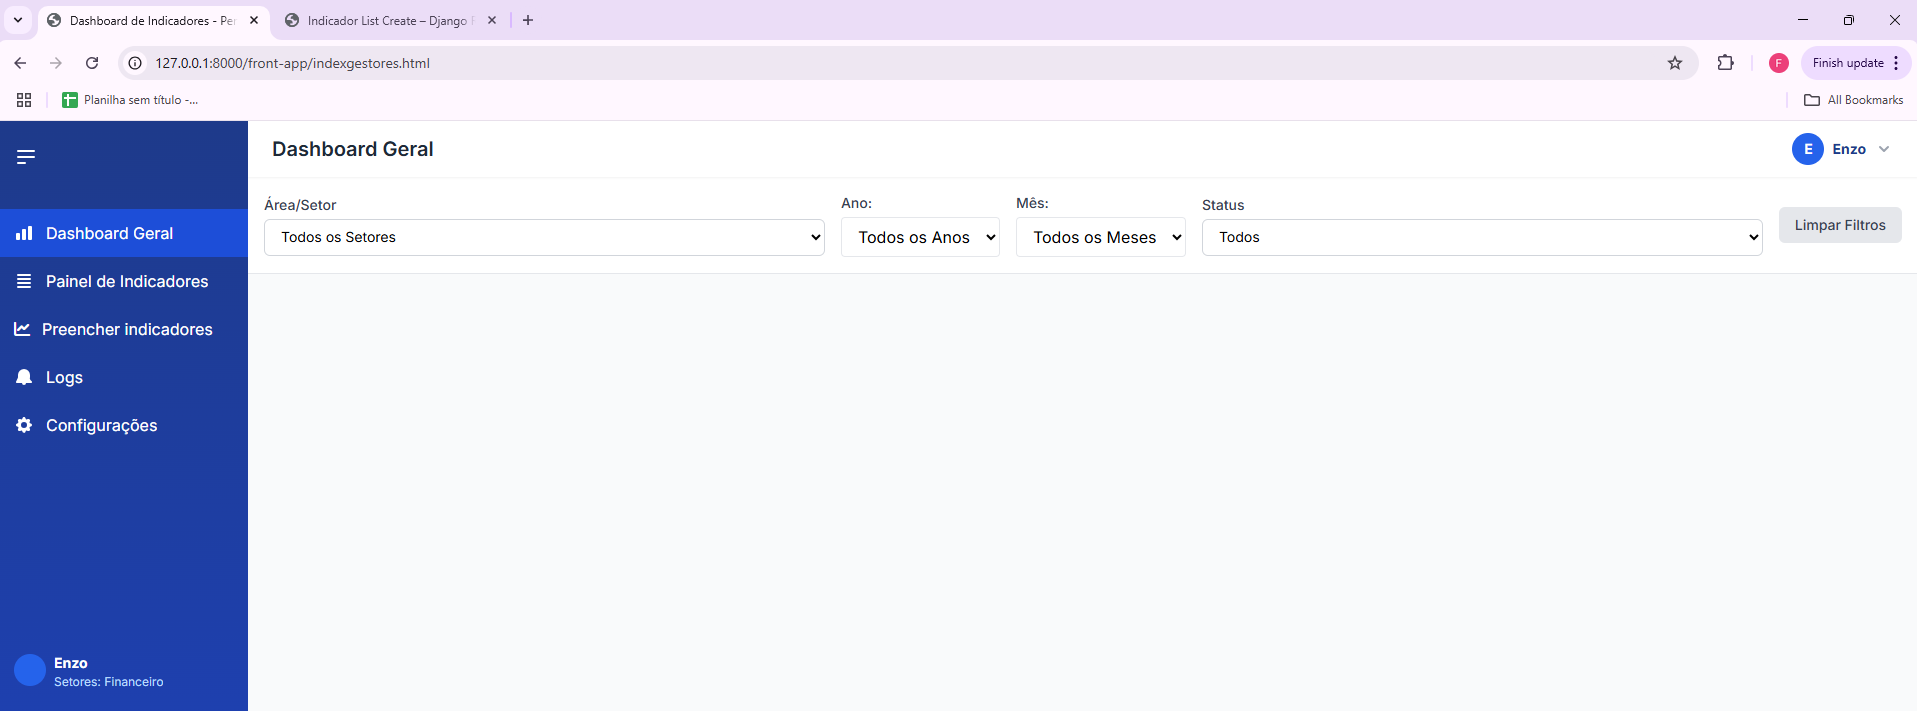 Dashboard de Indicadores - Per
Indicador List Create – Django
127.0.0.1:8000/front-app/indexgestores.html
F
Finish update
Planilha sem título -...
All Bookmarks
Dashboard Geral
E
Enzo
Área/Setor
Ano:
Mês:
Status
Todos os Setores
Todos os Anos
Todos os Meses
Todos
Limpar Filtros
Dashboard Geral
Painel de Indicadores
Preencher indicadores
Logs
Configurações
Enzo
Setores: Financeiro